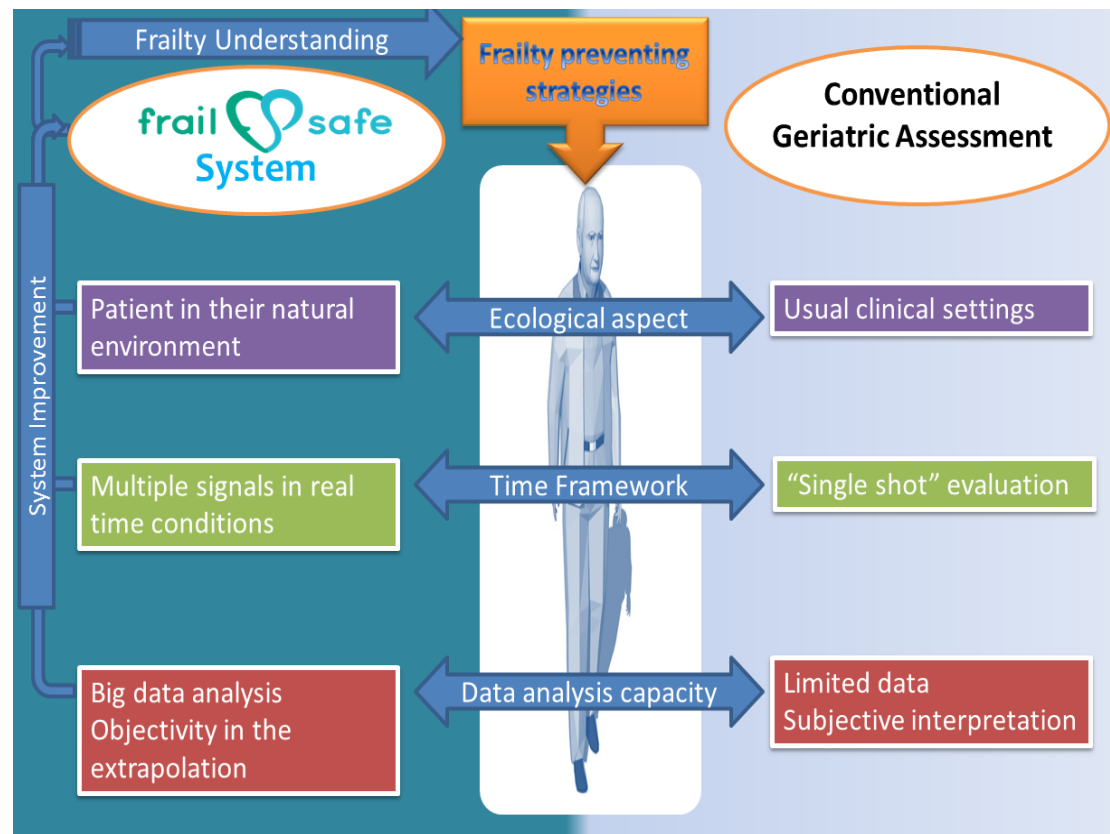 Frailty Understanding
Frailty preventing
strategies
frail safe
System
Conventional
Geriatric Assessment
System Improvement
Patient in their natural
environment
Ecological aspect
Usual clinical settings
Multiple signals in real
time conditions
Time Framework
“Single shot” evaluation
Big data analysis
Objectivity in the
extrapolation
Data analysis capacity
Limited data
Subjective interpretation